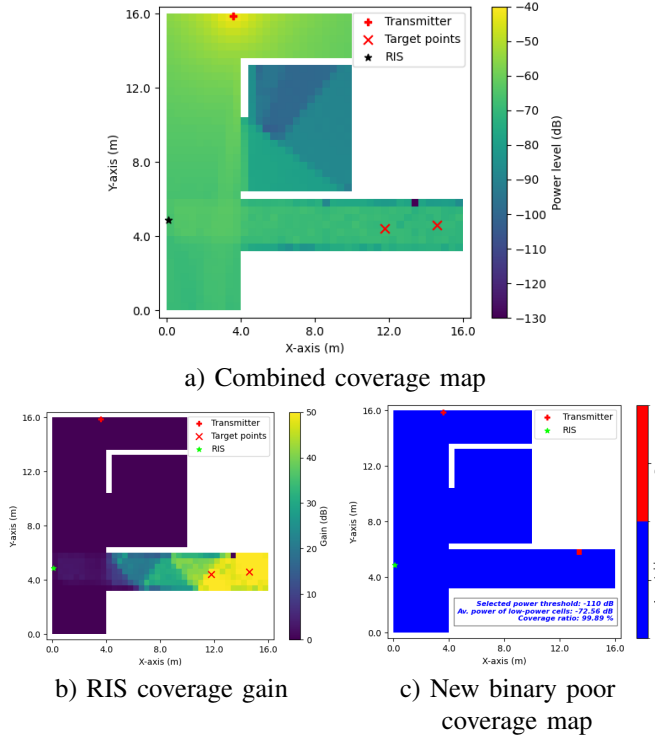 16.0
12.0
8.0
4.0
0.0
Y-axis (m)
0.0 4.0 8.0 12.0 16.0
X-axis (m)
Transmitter
Target points
RIS
−40
−50
−60
−70
−80
−90
−100
−110
−120
−130
Power level (dB)
a) Combined coverage map
16.0
12.0
8.0
4.0
0.0
Y-axis (m)
0.0 4.0 8.0 12.0 16.0
X-axis (m)
Transmitter
Target points
RIS
50
40
30
20
10
0
Gain (dB)
b) RIS coverage gain
16.0
12.0
8.0
4.0
0.0
Y-axis (m)
0.0 4.0 8.0 12.0 16.0
X-axis (m)
Transmitter
RIS
Selected power threshold: -110 dB
Av. power of low-power cells: -72.56 dB
Coverage ratio: 99.89 %
c) New binary poor
coverage map